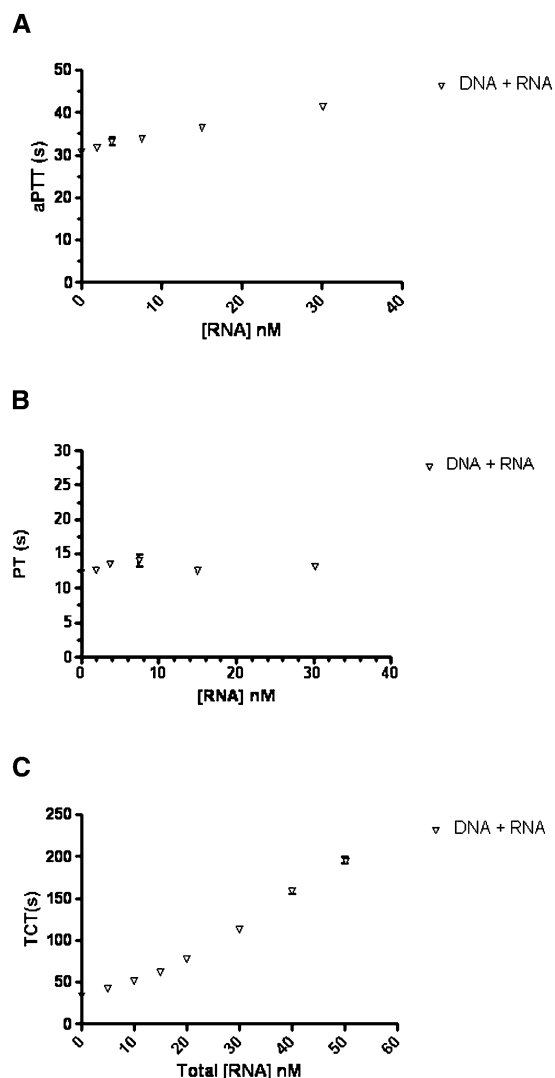 A
50
40
30
20
10
0
aPTT (s)
0 10 30 40
[RNA] nM
DNA + RNA
B
30
25
20
15
10
5
0
PT (s)
0 10 20 30 40
[RNA] nM
DNA + RNA
C
250
200
150
100
50
0
TCT(s)
0 10 20 30 40 50 60
Total [RNA] nM
DNA + RNA